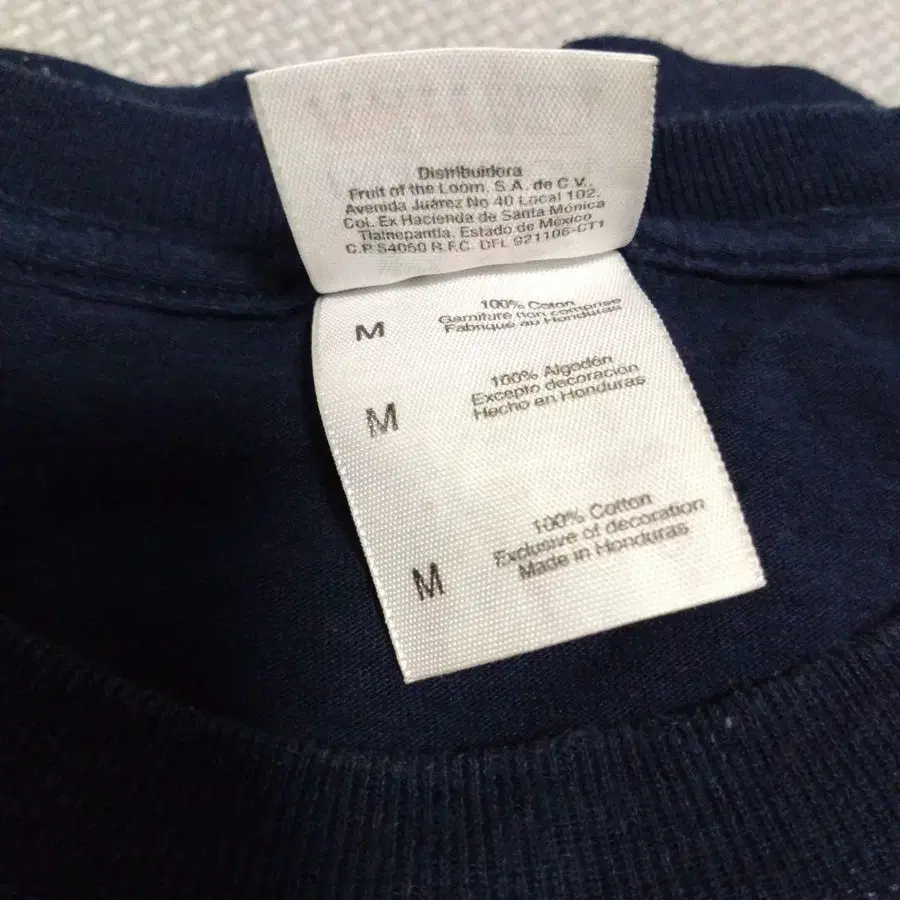 Distribuidora
Fruit of the Loom, S.A. de C.V.,
Avenida Juárez No 40 Local 102,
Col. Ex Hacienda de Santa Mónica
Tlalnepantla, Estado de México
C.P. 54050 R.F.C. DFL 921106-CT1
M
100% Coton
Garniture non comprise
Fabriqué au Honduras
M
100% Algodón
Excepto decoración
Hecho en Honduras
M
100% Cotton
Exclusive of decoration
Made in Honduras